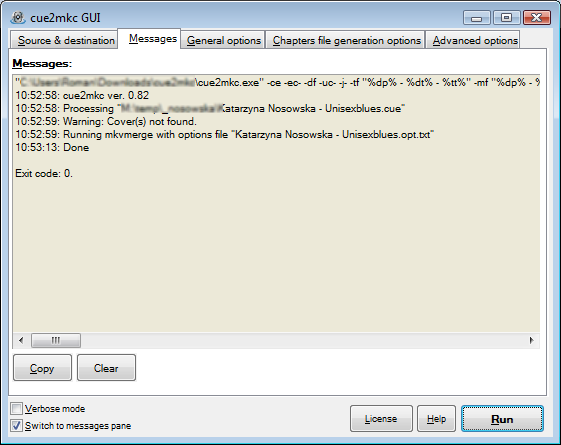 cue2mkc GUI
Source & destination
Messages
General options
Chapters file generation options
Advanced options
Messages:
\cue2mkc.exe" -ce -ec- -df -uc- -j- -tf "%dp% - %dt% - %tt%" -mf "%dp% -
10:52:58: cue2mkc ver. 0.82
10:52:58: Processing "Katarzyna Nosowska - Unisexblues.cue"
10:52:59: Warning: Cover(s) not found.
10:52:59: Running mkvmerge with options file "Katarzyna Nosowska - Unisexblues.opt.txt"
10:53:13: Done
Exit code: 0.
Copy
Clear
Verbose mode
Switch to messages pane
License
Help
Run